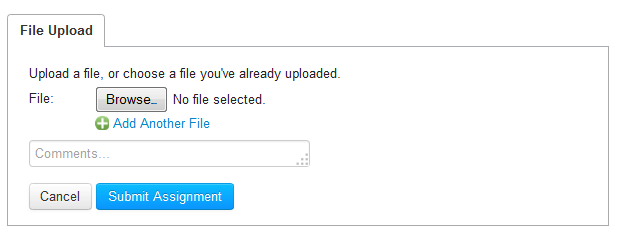 File Upload
Upload a file, or choose a file you've already uploaded.
File: Browse… No file selected.
Add Another File
Comments...
Cancel Submit Assignment